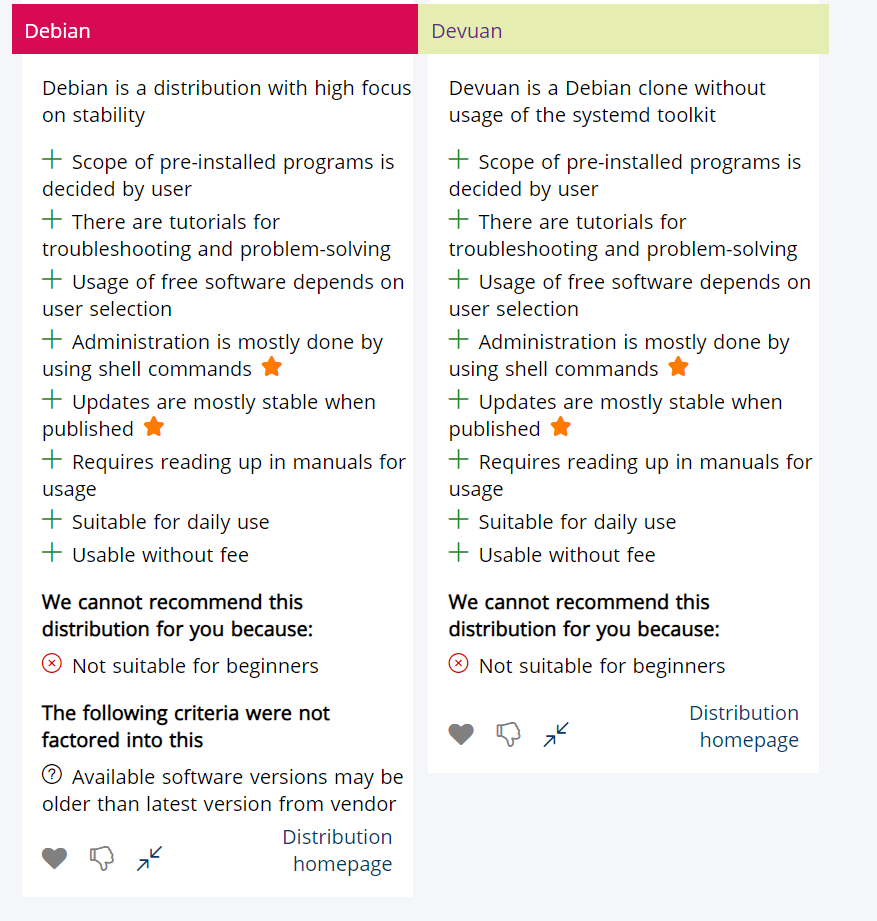 Debian
Debian is a distribution with high focus
on stability
Scope of pre-installed programs is
decided by user
There are tutorials for
troubleshooting and problem-solving
Usage of free software depends on
user selection
Administration is mostly done by
using shell commands
Updates are mostly stable when
published
Requires reading up in manuals for
usage
Suitable for daily use
Usable without fee
We cannot recommend this
distribution for you because:
Not suitable for beginners
The following criteria were not
factored into this
Available software versions may be
older than latest version from vendor
Distribution
homepage
Devuan
Devuan is a Debian clone without
usage of the systemd toolkit
Scope of pre-installed programs is
decided by user
There are tutorials for
troubleshooting and problem-solving
Usage of free software depends on
user selection
Administration is mostly done by
using shell commands
Updates are mostly stable when
published
Requires reading up in manuals for
usage
Suitable for daily use
Usable without fee
We cannot recommend this
distribution for you because:
Not suitable for beginners
Distribution
homepage